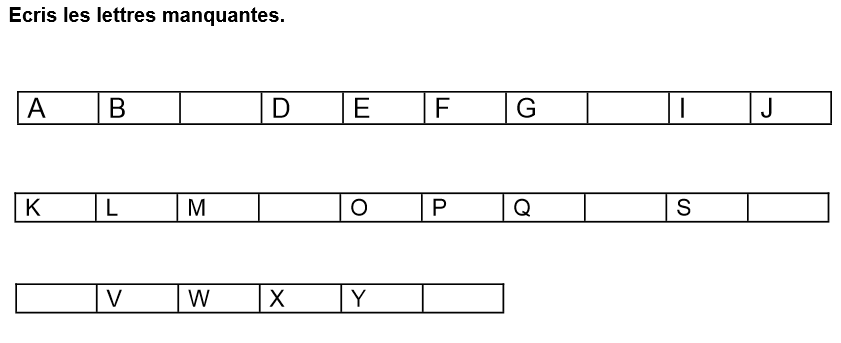 Ecris les lettres manquantes.
A B D E F G I J
K L M O P Q S
V W X Y